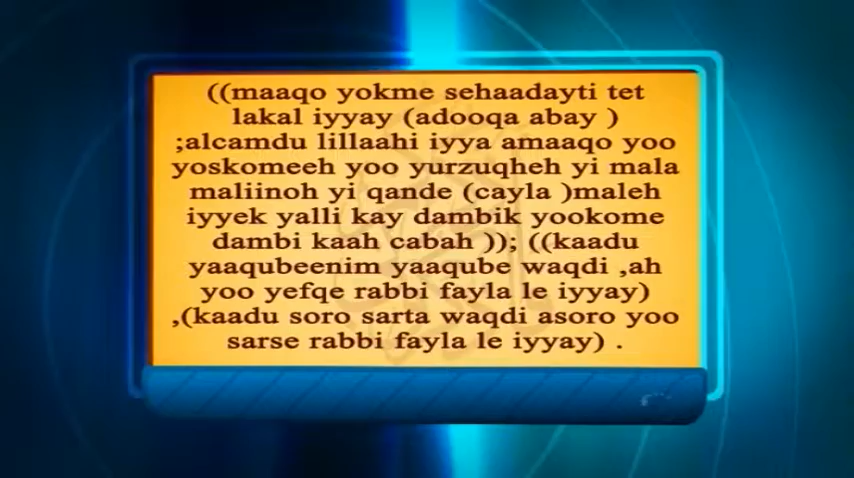 ((maaqo yokme sehaadayti tet
lakal iyyay (adooqa abay )
;alcamdu lillaahi iyya amaaqo yoo
yoskomeeh yoo yurzuqheh yi mala
maliinoh yi qande (cayla )maleh
iyyek yalli kay dambik yookome
dambi kaah cabah )); ((kaadu
yaaqubeenim yaaqube waqdi ,ah
yoo yefqe rabbi fayla le iyyay)
,(kaadu soro sarta waqdi asoro yoo
sarse rabbi fayla le iyyay) .